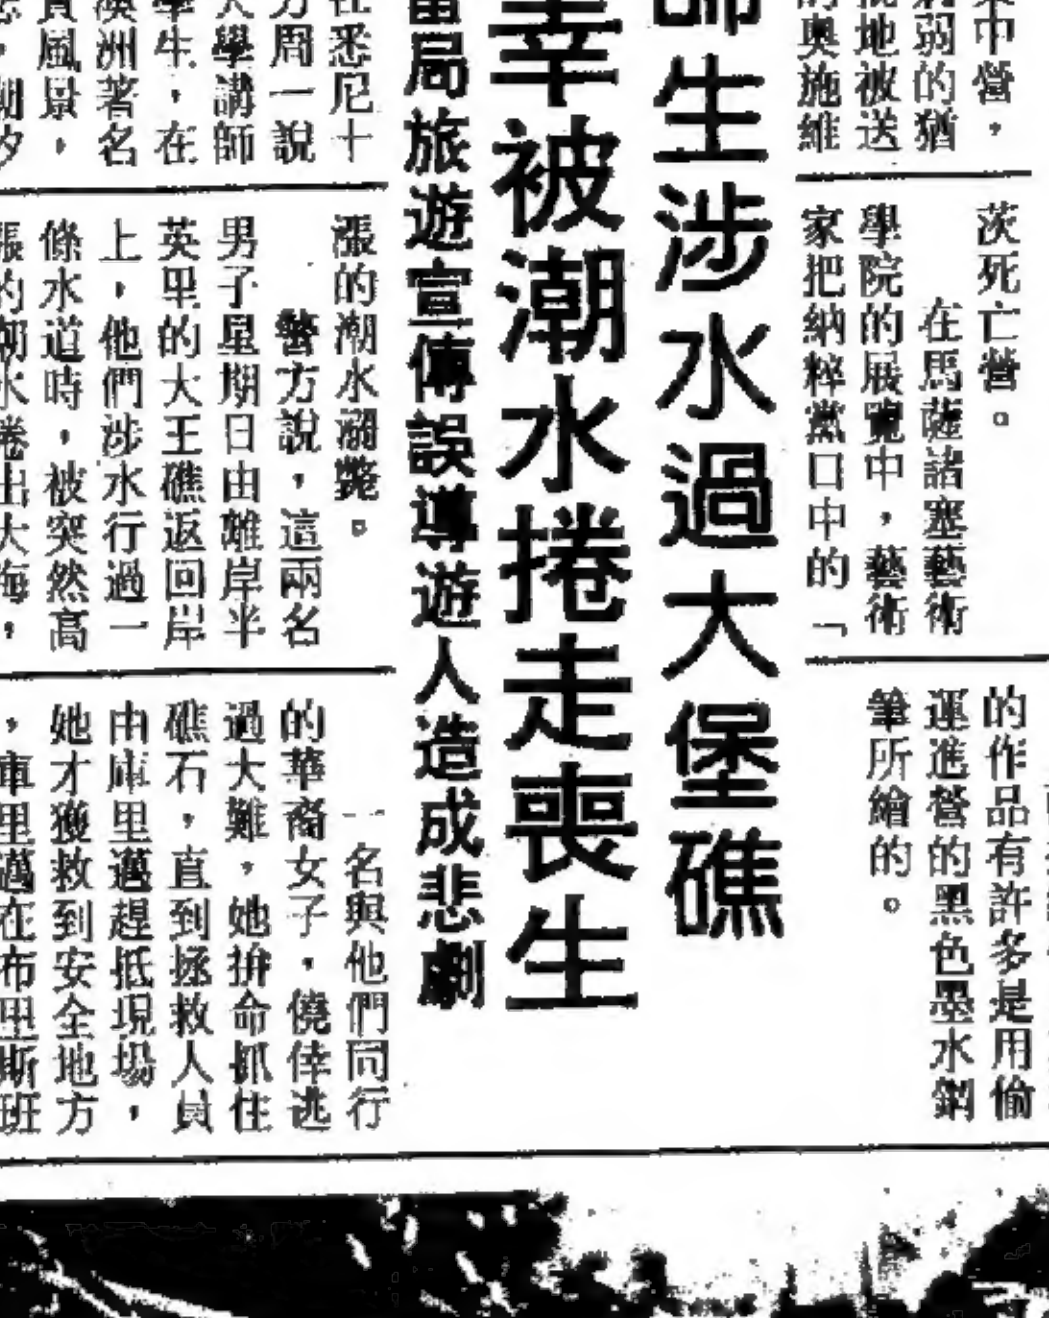 中營，
弱的猶
地被送
奧施維
茨死亡營。
在馬薩諸塞藝術
學院的展覽中，藝術
家把納粹黨口中的「
的作品有許多是用偷
運進營的黑色墨水鋼
筆所繪的。
師生涉水過大堡礁
幸被潮水捲走喪生
當局旅遊宣傳誤導遊人造成悲劇
在悉尼十
方周一說
大學講師
學生，在
澳洲著名
風景，
潮汐
漲的潮水溺斃。
警方說，這兩名
男子星期日由離岸半
英里的大王礁返回岸
上，他們涉水行過一
條水道時，被突然高
漲的潮水捲出大海，
一名與他們同行
的華裔女子，僥倖逃
過大難，她拚命抓住
礁石，直到拯救人員
由庫里邁趕抵現場，
她才獲救到安全地方
，庫里邁在布里斯班